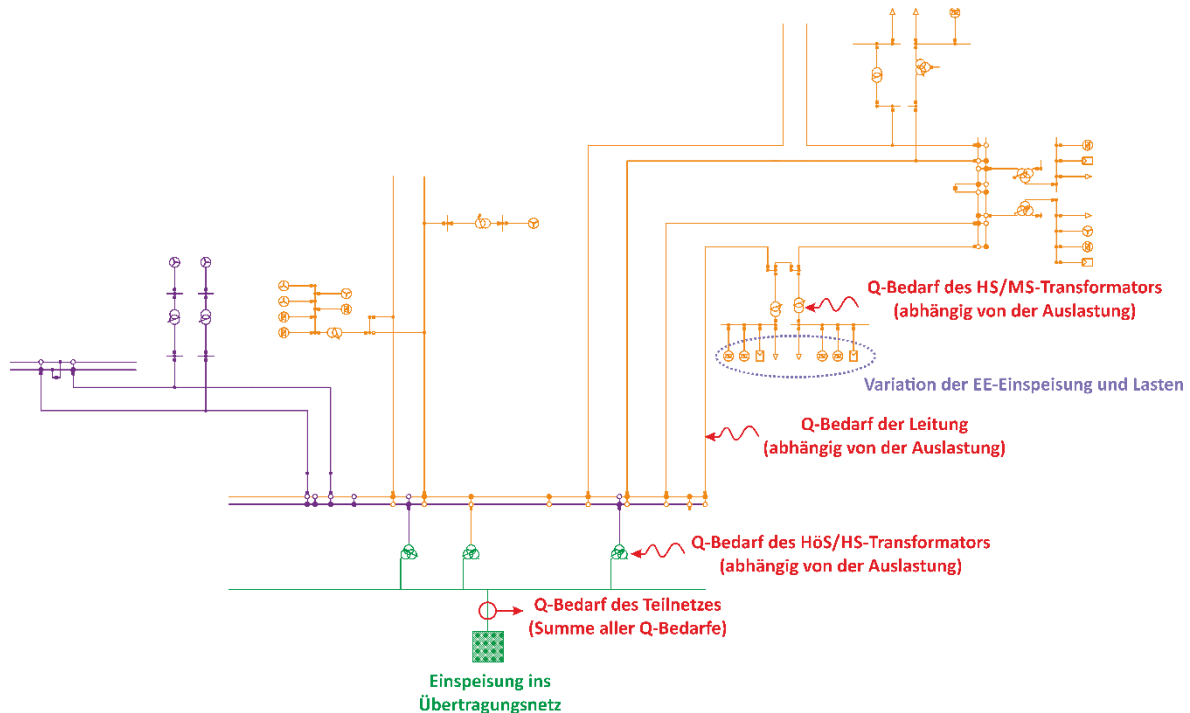 Q-Bedarf des HS/MS-Transformators
(abhängig von der Auslastung)
Variation der EE-Einspeisung und Lasten
Q-Bedarf der Leitung
(abhängig von der Auslastung)
Q-Bedarf des HöS/HS-Transformators
(abhängig von der Auslastung)
Q-Bedarf des Teilnetzes
(Summe aller Q-Bedarfe)
Einspeisung ins
Übertragungsnetz